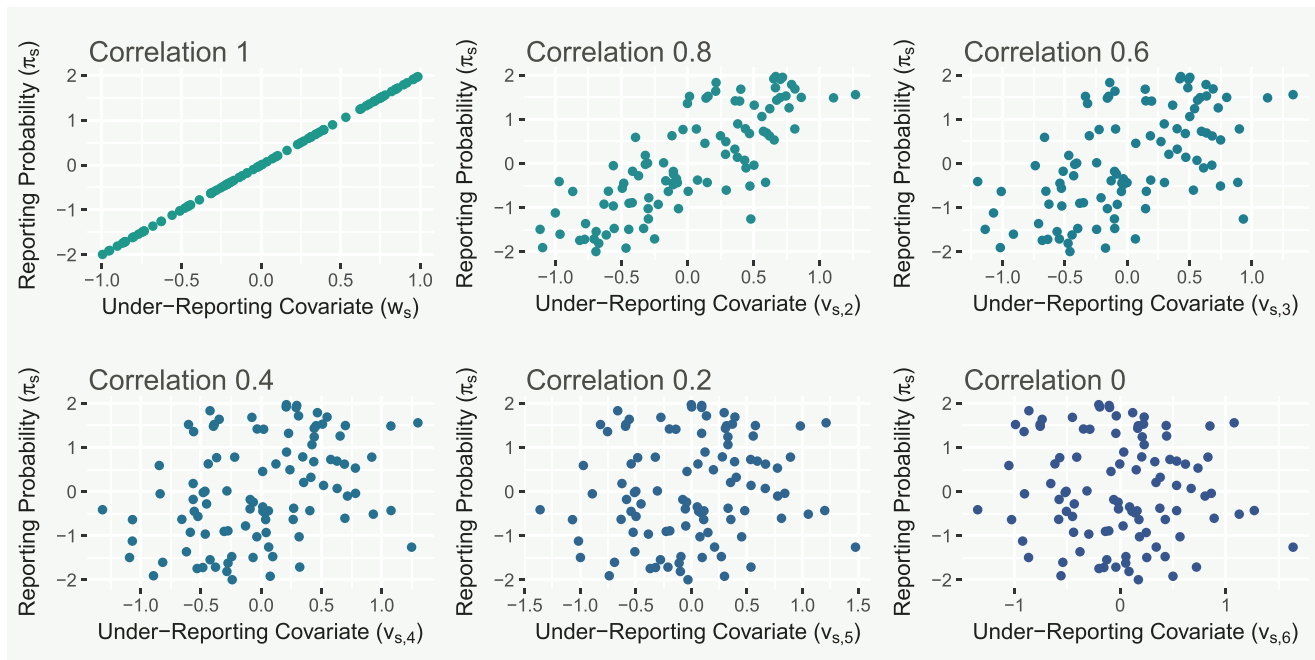 Correlation 1
Reporting Probability (πs)
2
1
0
−1
−2
−1.0 −0.5 0.0 0.5 1.0
Under−Reporting Covariate (ws)
Correlation 0.8
Reporting Probability (πs)
2
1
0
−1
−2
−1.0 −0.5 0.0 0.5 1.0
Under−Reporting Covariate (vs,2)
Correlation 0.6
Reporting Probability (πs)
2
1
0
−1
−2
−1.0 −0.5 0.0 0.5 1.0
Under−Reporting Covariate (vs,3)
Correlation 0.4
Reporting Probability (πs)
2
1
0
−1
−2
−1.0 −0.5 0.0 0.5 1.0
Under−Reporting Covariate (vs,4)
Correlation 0.2
Reporting Probability (πs)
2
1
0
−1
−2
−1.5 −1.0 −0.5 0.0 0.5 1.0 1.5
Under−Reporting Covariate (vs,5)
Correlation 0
Reporting Probability (πs)
2
1
0
−1
−2
−1 0 1
Under−Reporting Covariate (vs,6)